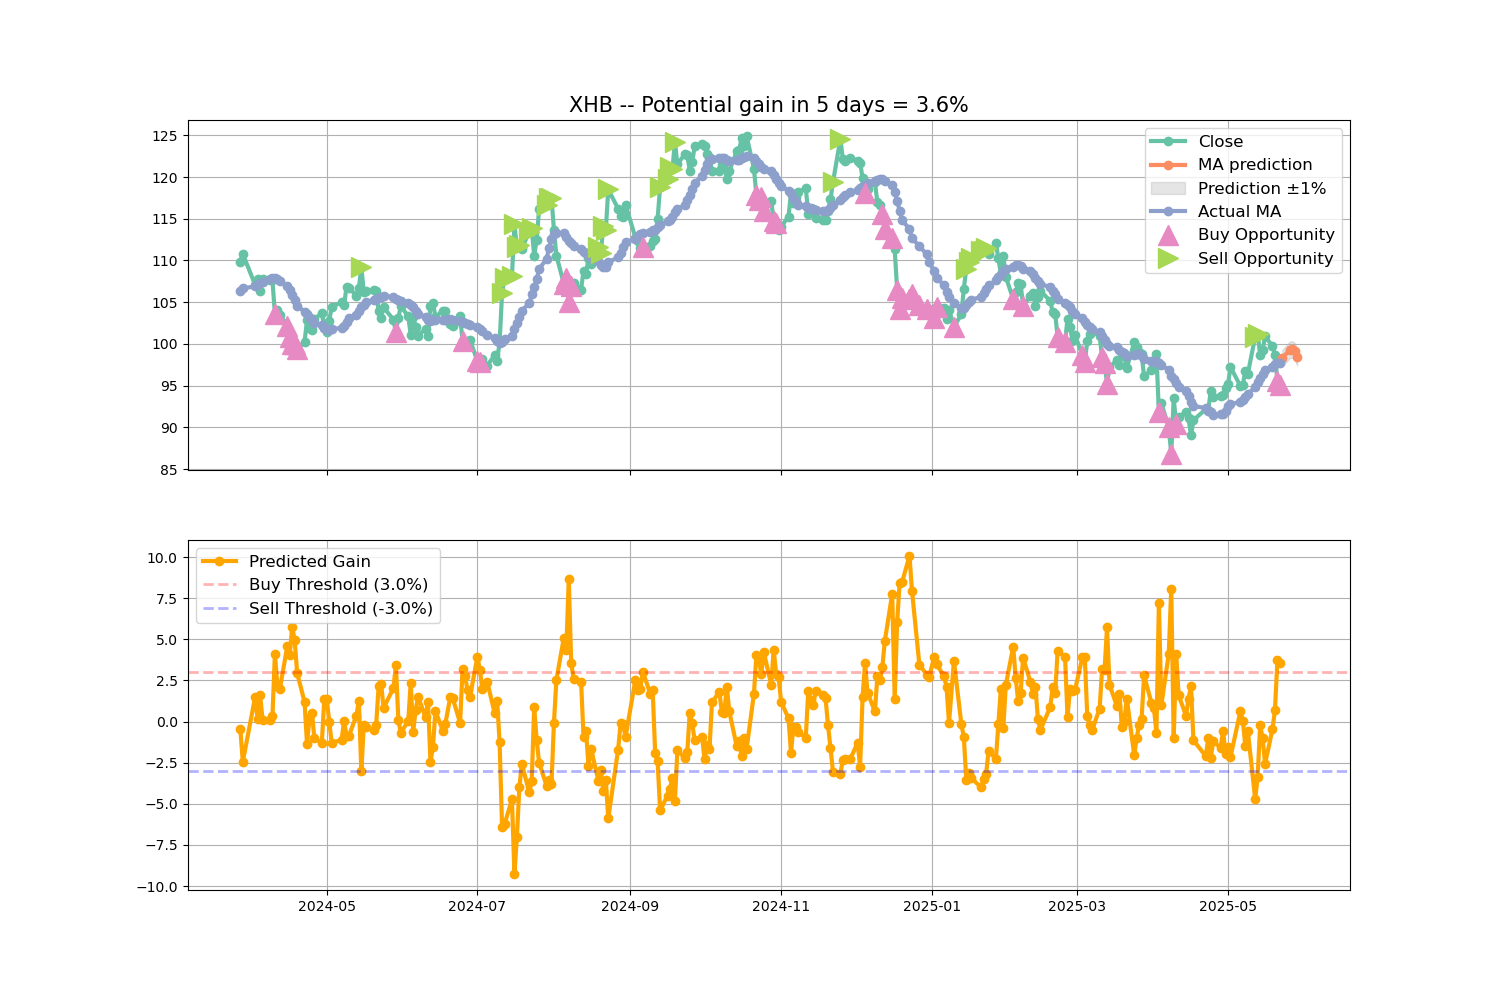 XHB -- Potential gain in 5 days = 3.6%
125
120
115
110
105
100
95
90
85
Close
MA prediction
Prediction ±1%
Actual MA
Buy Opportunity
Sell Opportunity
10.0
7.5
5.0
2.5
0.0
−2.5
−5.0
−7.5
−10.0
Predicted Gain
Buy Threshold (3.0%)
Sell Threshold (-3.0%)
2024-05
2024-07
2024-09
2024-11
2025-01
2025-03
2025-05